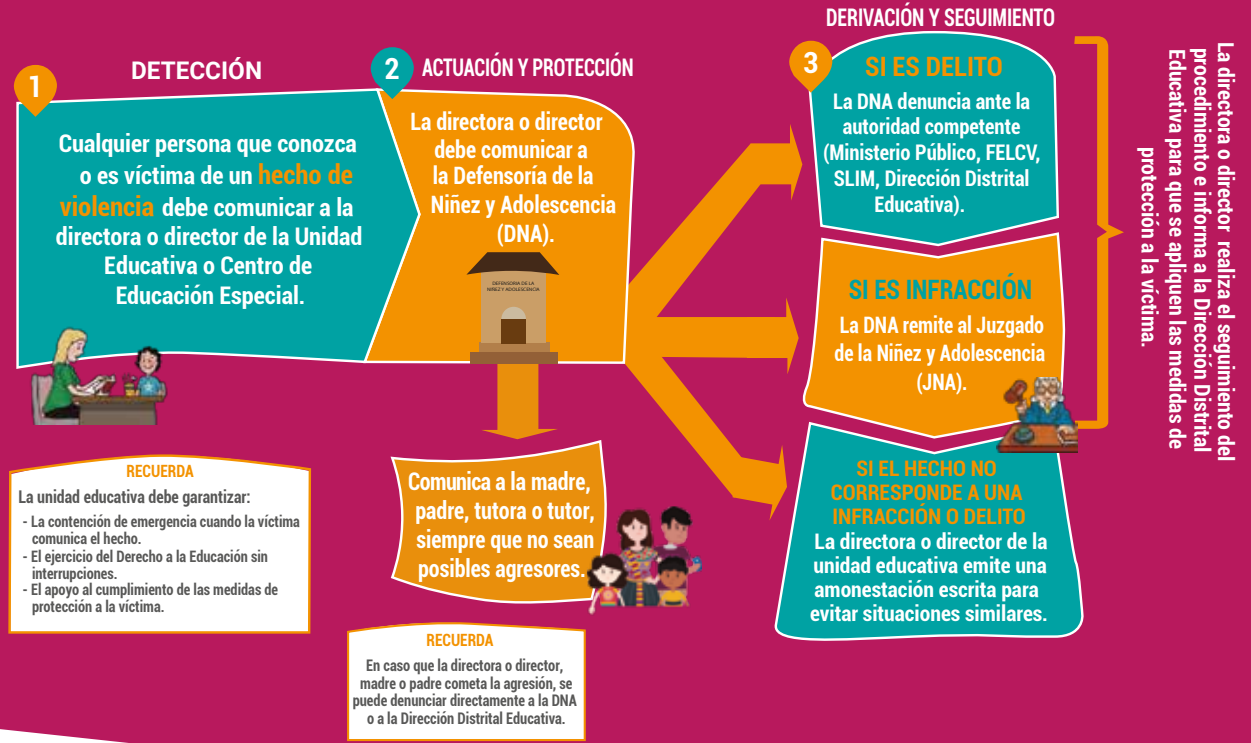 1
DETECCIÓN
Cualquier persona que conozca
o es víctima de un hecho de
violencia debe comunicar a la
directora o director de la Unidad
Educativa o Centro de
Educación Especial.
RECUERDA
La unidad educativa debe garantizar:
- La contención de emergencia cuando la víctima
comunica el hecho.
- El ejercicio del Derecho a la Educación sin
interrupciones.
- El apoyo al cumplimiento de las medidas de
protección a la víctima.
2
ACTUACIÓN Y PROTECCIÓN
La directora o director
debe comunicar a
la Defensoría de la
Niñez y Adolescencia
(DNA).
DEFENSORIA DE LA
NIÑEZ Y ADOLESCENCIA
Comunica a la madre,
padre, tutora o tutor,
siempre que no sean
posibles agresores.
RECUERDA
En caso que la directora o director,
madre o padre cometa la agresión, se
puede denunciar directamente a la DNA
o a la Dirección Distrital Educativa.
DERIVACIÓN Y SEGUIMIENTO
3
SI ES DELITO
La DNA denuncia ante la
autoridad competente
(Ministerio Público, FELCV,
SLIM, Dirección Distrital
Educativa).
SI ES INFRACCIÓN
La DNA remite al Juzgado
de la Niñez y Adolescencia
(JNA).
SI EL HECHO NO
CORRESPONDE A UNA
INFRACCIÓN O DELITO
La directora o director de la
unidad educativa emite una
amonestación escrita para
evitar situaciones similares.
La directora o director realiza el seguimiento del
procedimiento e informa a la Dirección Distrital
Educativa para que se apliquen las medidas de
protección a la víctima.